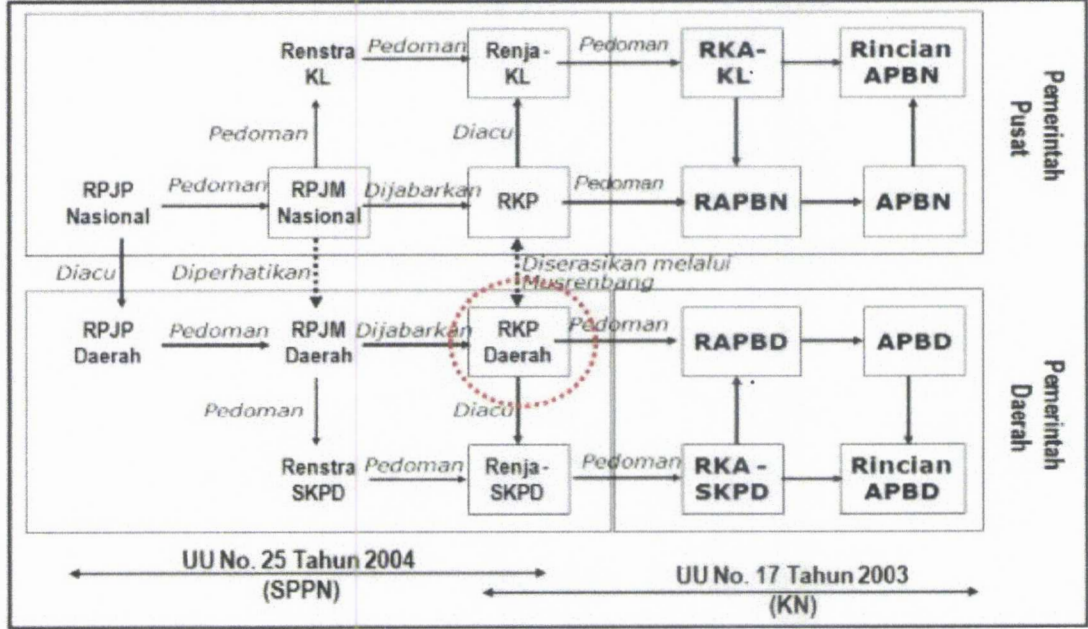 Renstra
KL
Pedoman
Renja-
KL
Pedoman
RKA-
KL
Rincian
APBN
Pemerintah
Pusat
Pedoman
Diacu
RPJP
Nasional
Pedoman
RPJM
Nasional
Dijabarkan
RKP
Pedoman
RAPBN
APBN
Diacu
Diperhatikan
Diserasikan melalui
Musrenbang
RPJP
Daerah
Pedoman
RPJM
Daerah
Dijabarkan
RKP
Daerah
Pedoman
RAPBD
APBD
Pemerintah
Daerah
Pedoman
Diacu
Renstra
SKPD
Pedoman
Renja-
SKPD
Pedoman
RKA -
SKPD
Rincian
APBD
UU No. 25 Tahun 2004
(SPPN)
UU No. 17 Tahun 2003
(KN)